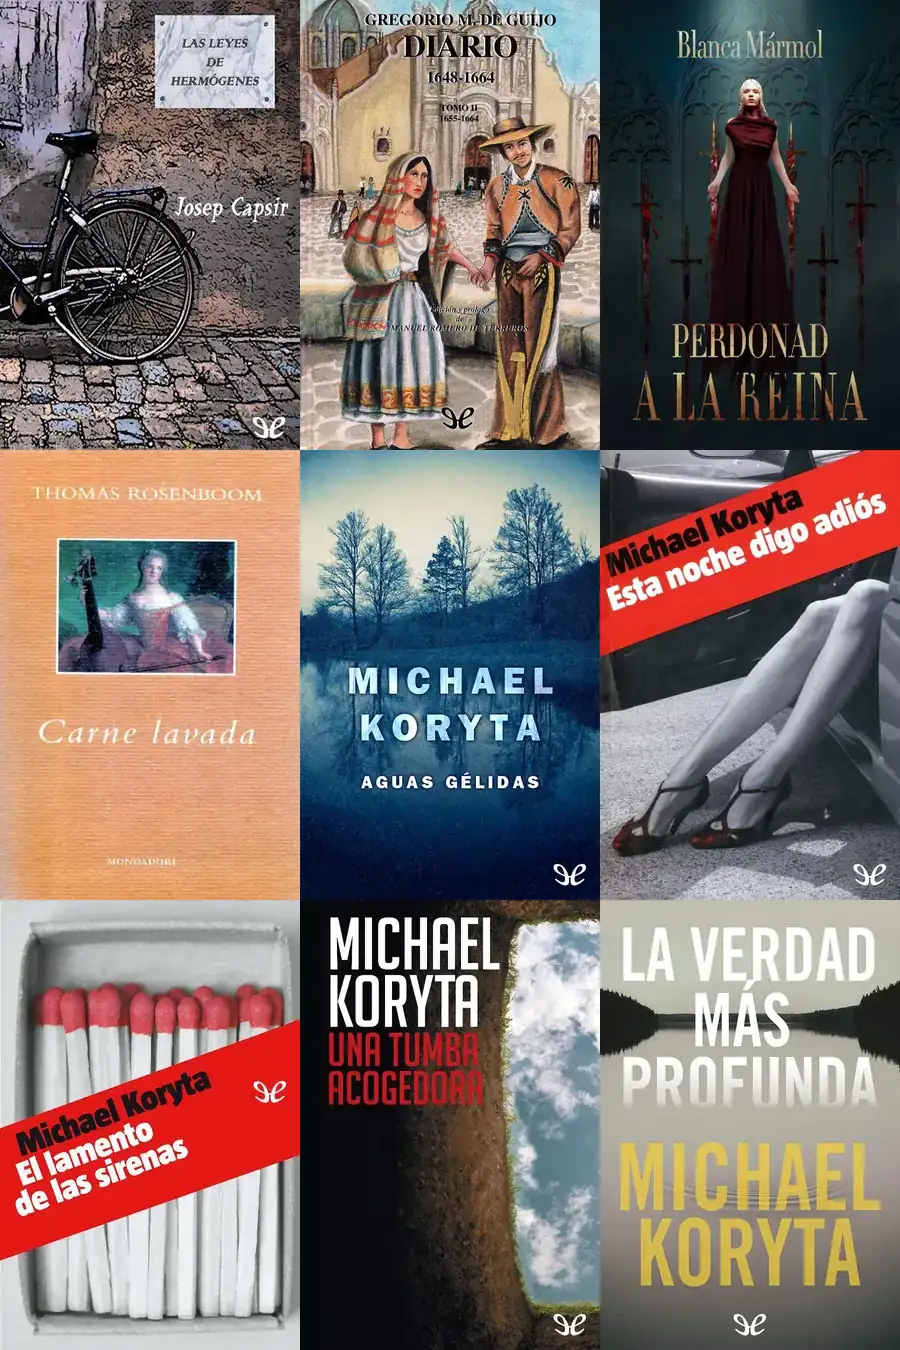 LAS LEYES
DE
HERMÓGENES
Josep Capsir
GREGORIO M. DE GUIJO
DIARIO
1648-1664
TOMO II
1655-1664
Edición y prólogo
de
MANUEL ROMERO DE TERREROS
Blanca Mármol
PERDONAD
A LA REINA
THOMAS ROSENBOOM
Carne lavada
MONDADORI
MICHAEL
KORYTA
AGUAS GÉLIDAS
Michael Koryta
Esta noche digo adiós
Michael Koryta
El lamento
de las sirenas
MICHAEL
KORYTA
UNA TUMBA
ACOGEDORA
LA VERDAD
MÁS
PROFUNDA
MICHAEL
KORYTA